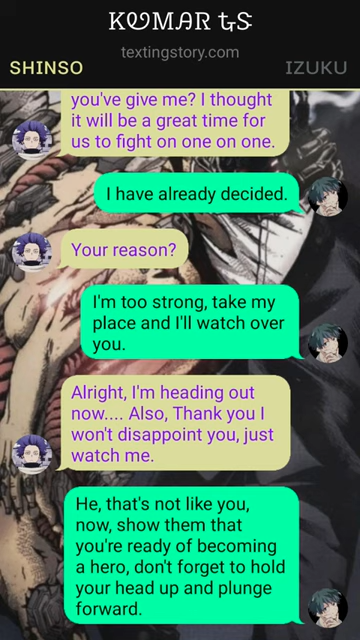 KUMAR GS
textingstory.com
SHINSO IZUKU
you've give me? I thought
it will be a great time for
us to fight on one on one.
I have already decided.
Your reason?
I'm too strong, take my
place and I'll watch over
you.
Alright, I'm heading out
now.... Also, Thank you I
won't disappoint you, just
watch me.
He, that's not like you,
now, show them that
you're ready of becoming
a hero, don't forget to hold
your head up and plunge
forward.